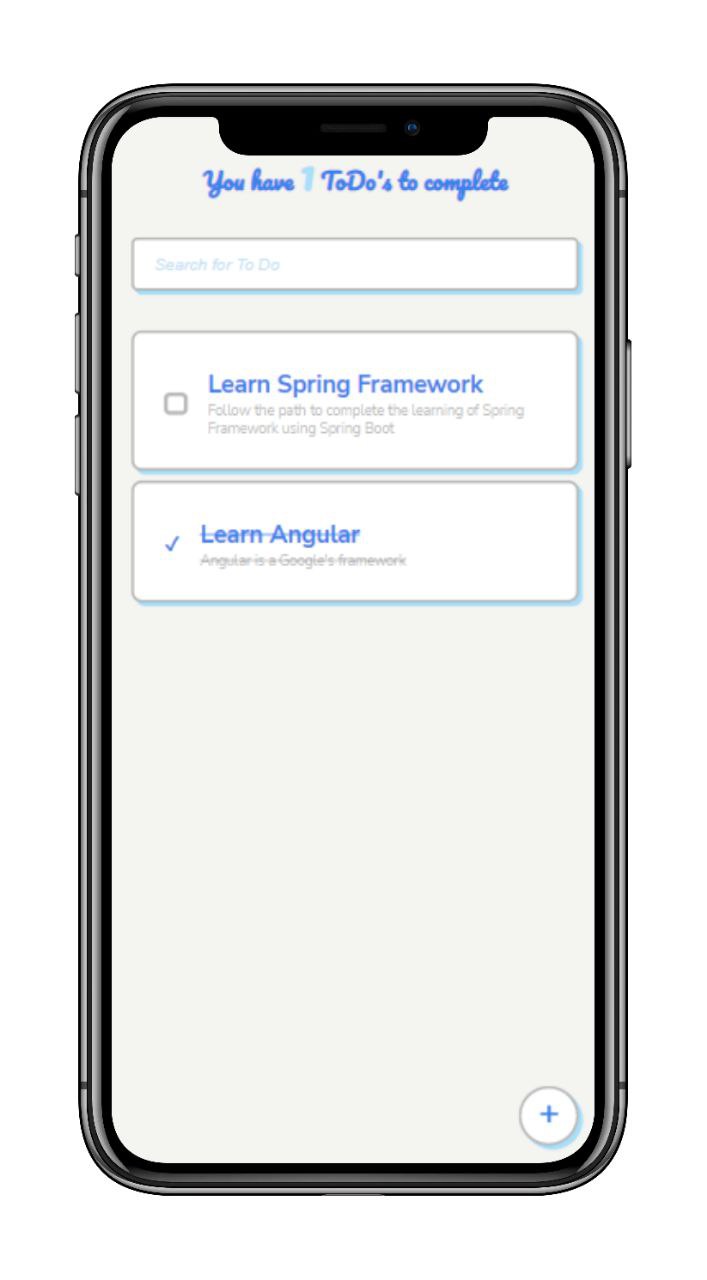 You have 1 ToDo's to complete
Search for To Do
Learn Spring Framework
Follow the path to complete the learning of Spring
Framework using Spring Boot
✓ Learn Angular
Angular is a Google's framework
+